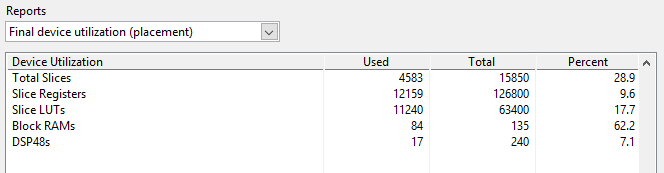 Reports
Final device utilization (placement)
Device Utilization Used Total Percent
Total Slices 4583 15850 28.9
Slice Registers 12159 126800 9.6
Slice LUTs 11240 63400 17.7
Block RAMs 84 135 62.2
DSP48s 17 240 7.1